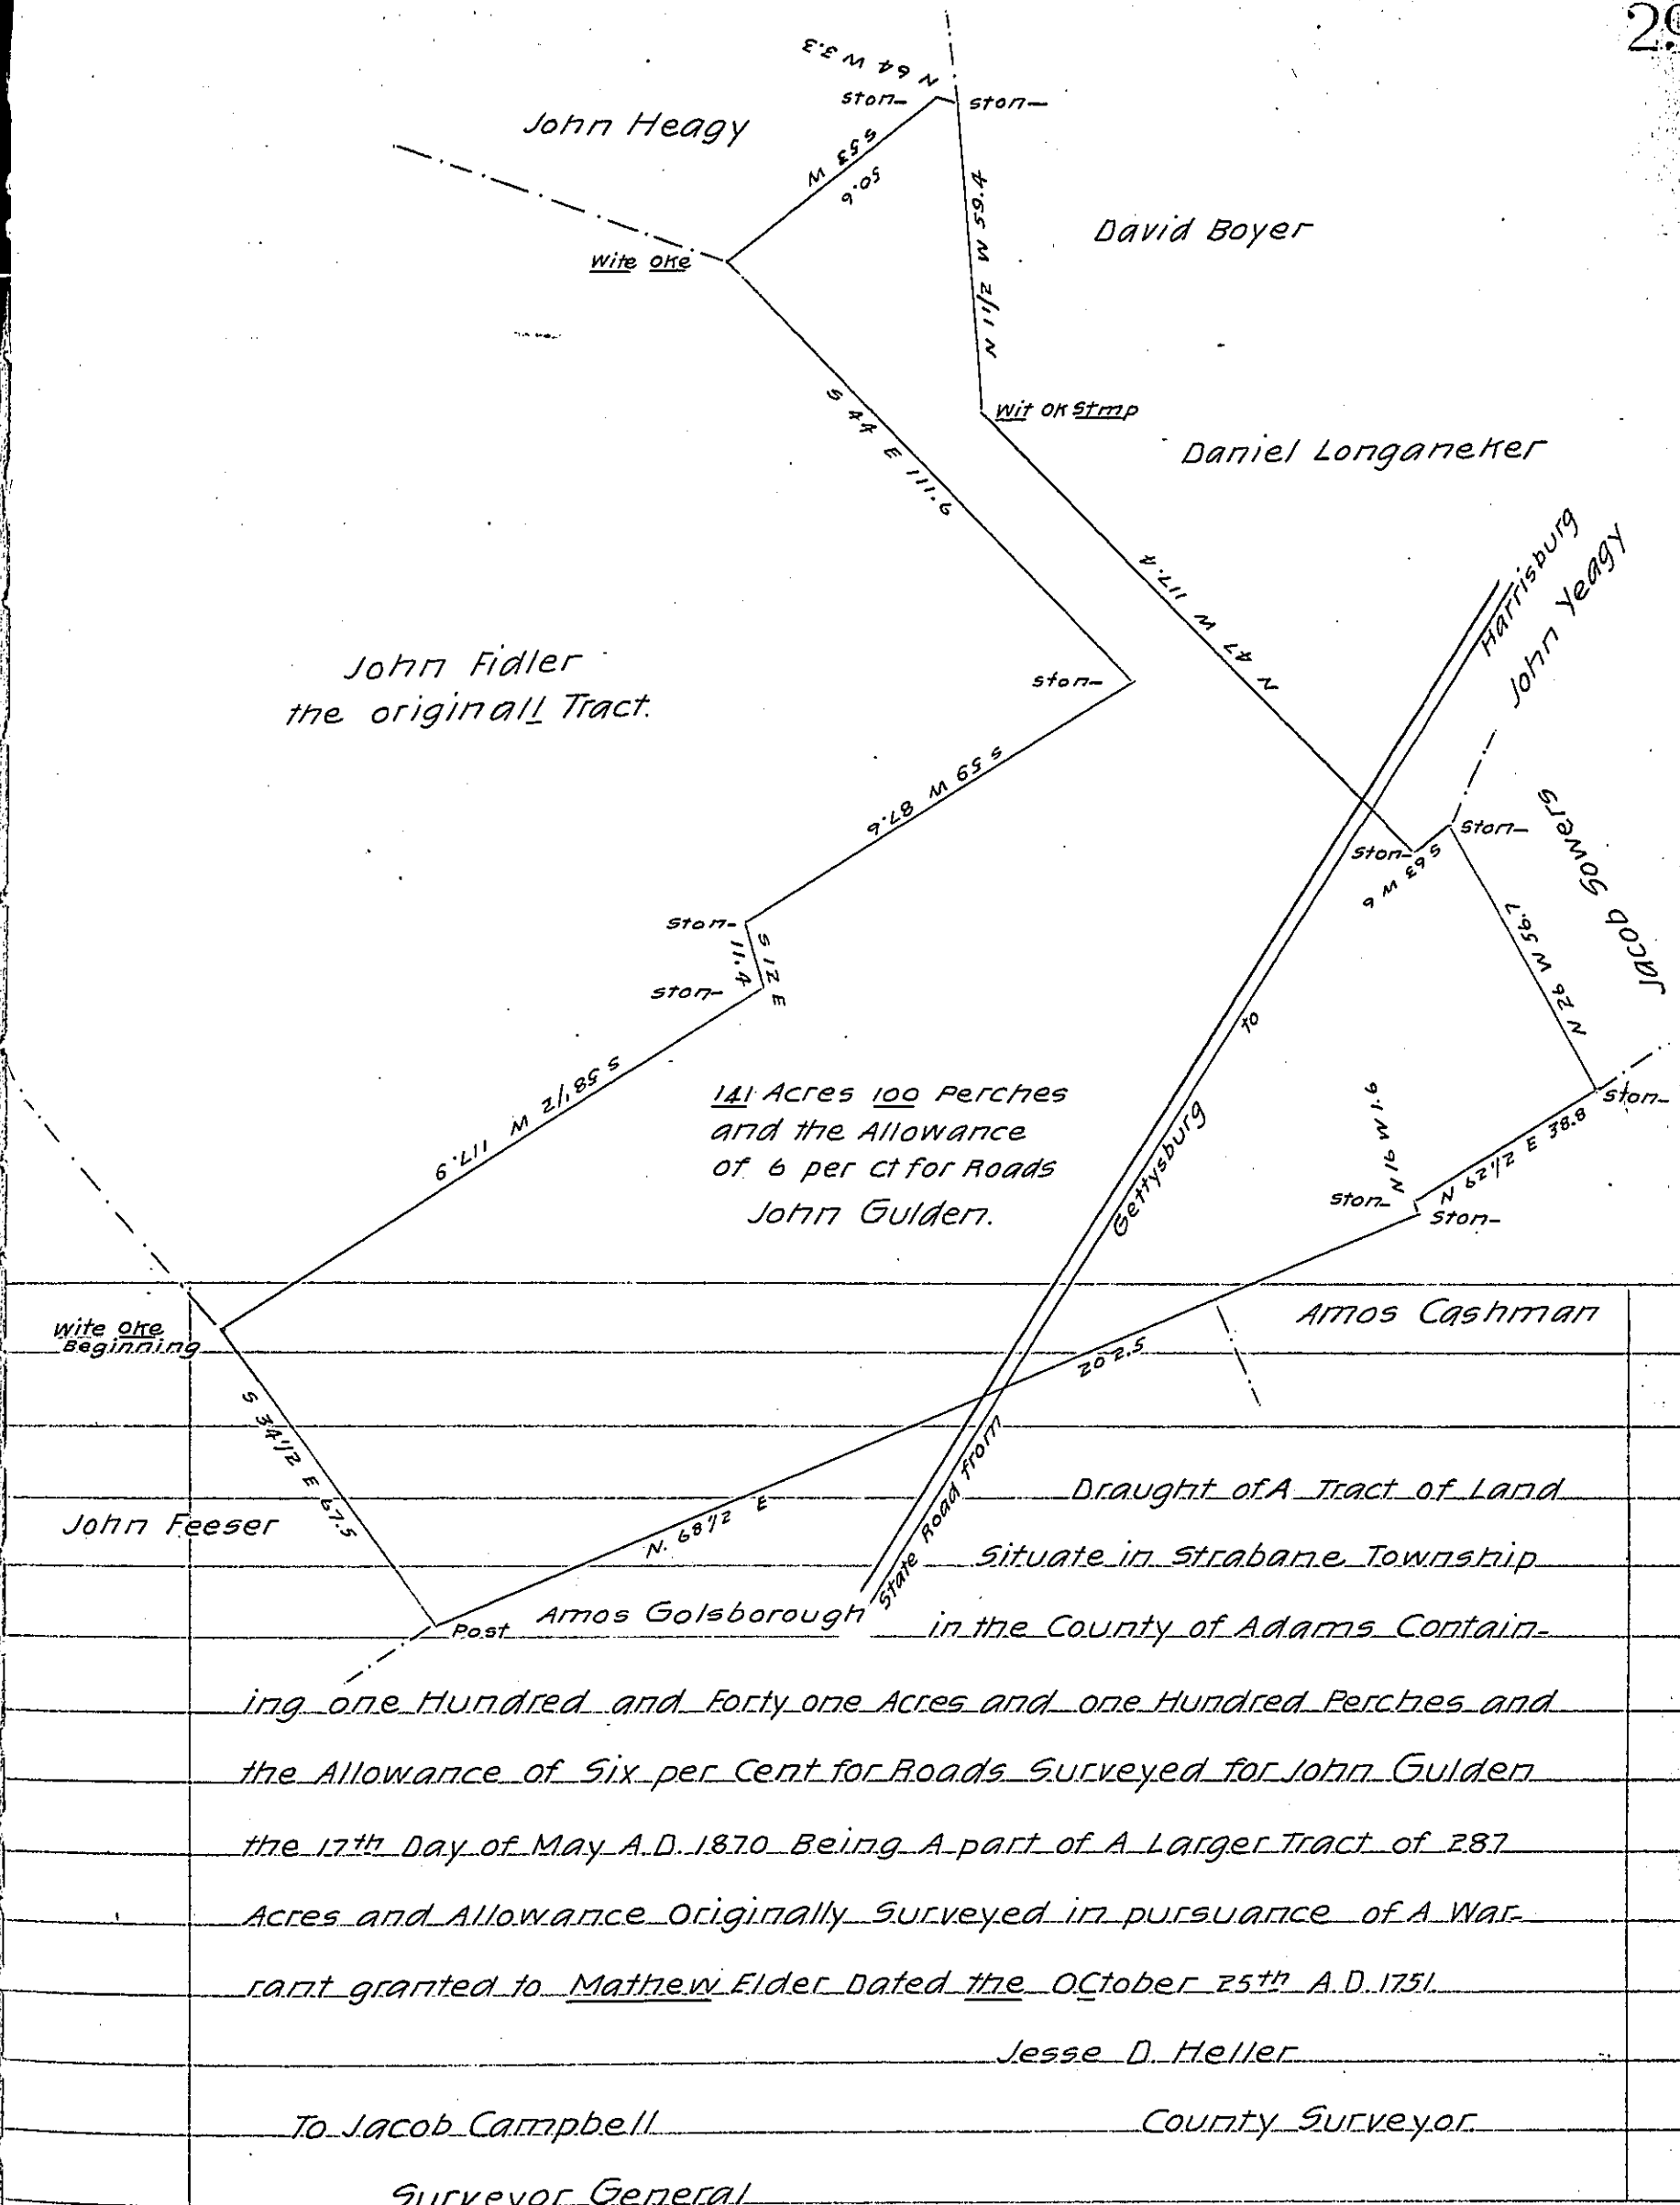 29
N 64 W 3.3
ston-
ston-
John Heagy
S 53 W
50.6
David Boyer
Wite Oke
N 1 1/2 W 59.4
Wit OK Stmp
S 44 E 111.6
Daniel Longaneker
N 47 W 117.4
Harrisburg
John Yeagy
John Fidler
the originall Tract.
ston-
S 59 W 87.6
Jacob Sowers
ston-
ston-
S 63 W 6
N 26 W 56.7
ston-
S 12 E
11.4
ston-
to
S 58 1/2 W 117.9
141 Acres 100 Perches
and the Allowance
of 6 per ct for Roads
John Gulden.
Gettysburg
N 16 W 1.6
ston-
N 62 1/2 E 38.8
ston-
ston-
Amos Cashman
Wite Oke
Beginning
202.5
S 34 1/2 E 67.5
State Road from
John Feeser
N. 68 1/2 E
Post
Amos Golsborough
Draught of A Tract of Land
Situate in Strabane Township
in the County of Adams Contain-
ing one Hundred and Forty one Acres and one Hundred Perches and
the Allowance of Six per Cent for Roads Surveyed for John Gulden
the 17th Day of May A.D. 1870 Being A part of A Larger Tract of 287
Acres and Allowance Originally Surveyed in pursuance of A War-
rant granted to Mathew Elder Dated the OCtober 25th A.D. 1751.
Jesse D. Heller
To Jacob Campbell
County Surveyor.
Surveyor General